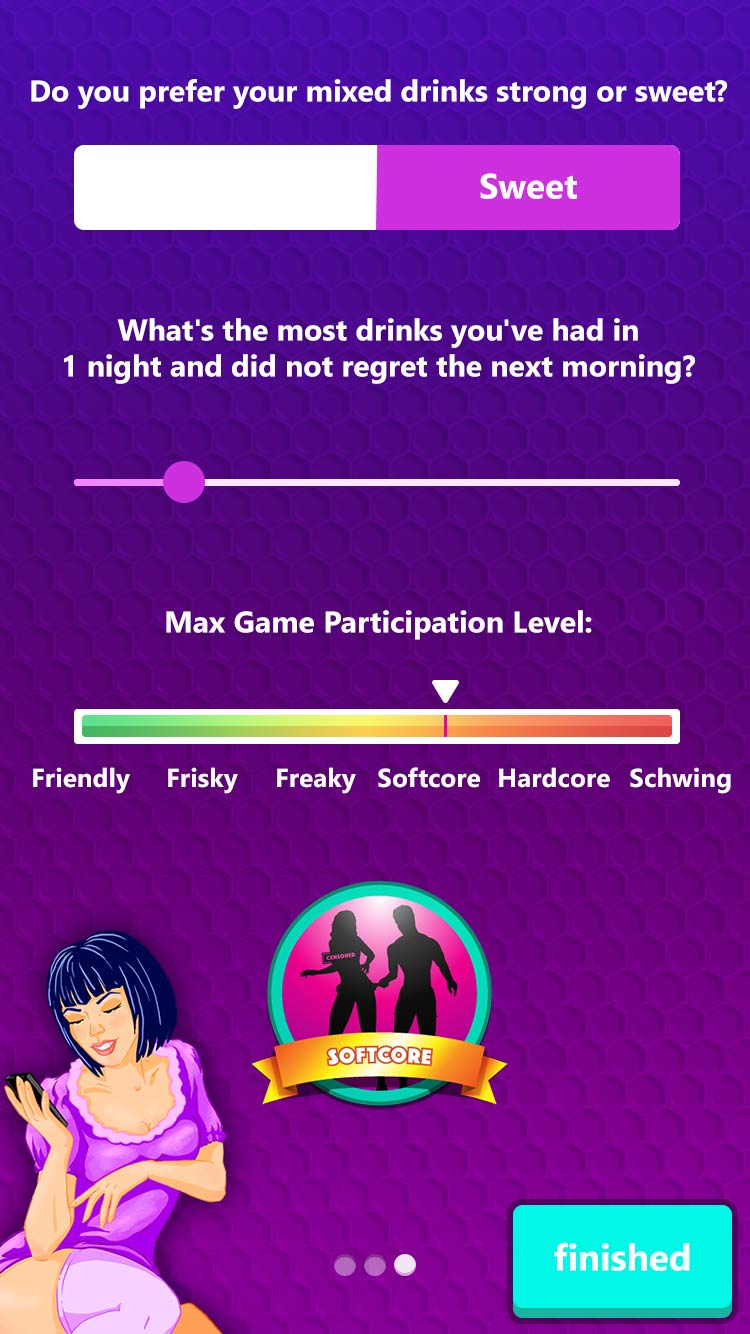 Do you prefer your mixed drinks strong or sweet?
Sweet
What's the most drinks you've had in
1 night and did not regret the next morning?
Max Game Participation Level:
Friendly Frisky Freaky Softcore Hardcore Schwing
CENSORED
SOFTCORE
finished